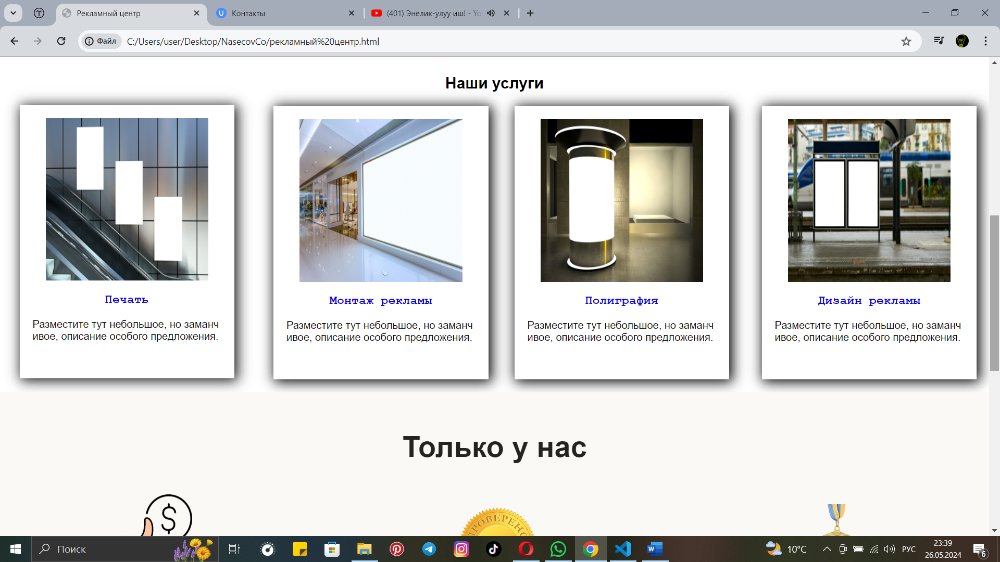 Рекламный центр
Контакты
(401) Энелик-улуу иш! - Yo
Файл
C:/Users/user/Desktop/NasecovCo/рекламный%20центр.html
Наши услуги
Печать
Разместите тут небольшое, но заманч
ивое, описание особого предложения.
Монтаж рекламы
Разместите тут небольшое, но заманч
ивое, описание особого предложения.
Полиграфия
Разместите тут небольшое, но заманч
ивое, описание особого предложения.
Дизайн рекламы
Разместите тут небольшое, но заманч
ивое, описание особого предложения.
Только у нас
$
ПРОВЕРЕНО
Поиск
10°C
РУС
23:39
26.05.2024
6